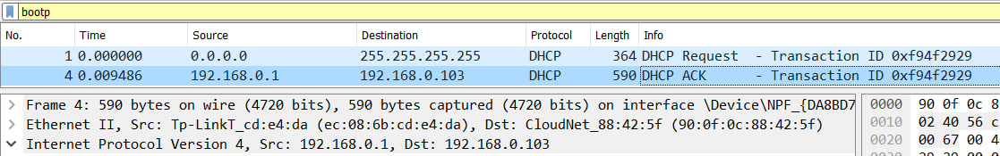 bootp
No. Time Source Destination Protocol Length Info
1 0.000000 0.0.0.0 255.255.255.255 DHCP 364 DHCP Request - Transaction ID 0xf94f2929
4 0.009486 192.168.0.1 192.168.0.103 DHCP 590 DHCP ACK - Transaction ID 0xf94f2929
Frame 4: 590 bytes on wire (4720 bits), 590 bytes captured (4720 bits) on interface \Device\NPF_{DA8BD7
Ethernet II, Src: Tp-LinkT_cd:e4:da (ec:08:6b:cd:e4:da), Dst: CloudNet_88:42:5f (90:0f:0c:88:42:5f)
Internet Protocol Version 4, Src: 192.168.0.1, Dst: 192.168.0.103
0000 90 0f 0c 8
0010 02 40 56 c
0020 00 67 00 4